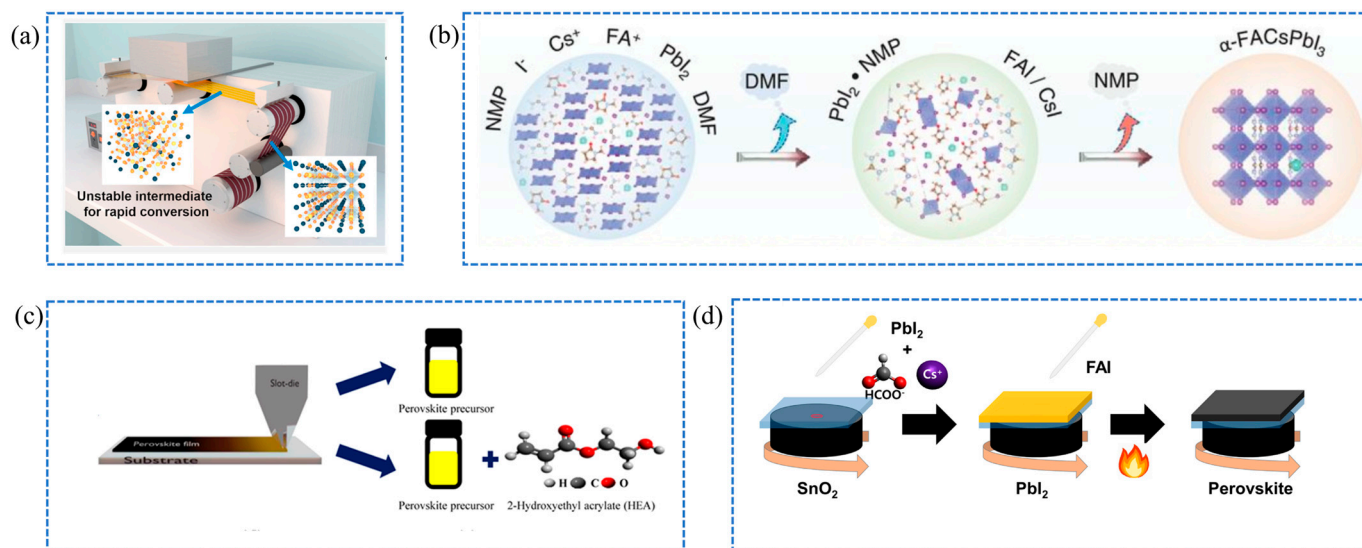 (a)
Unstable intermediate
for rapid conversion
(b)
NMP
I⁻
Cs⁺
FA⁺
PbI₂
DMF
DMF
PbI₂ • NMP
FAI / CsI
NMP
α-FACsPbI₃
(c)
Slot-die
Perovskite film
Substrate
Perovskite precursor
Perovskite precursor
+
H C O
2-Hydroxyethyl acrylate (HEA)
(d)
PbI₂
+
HCOO⁻
Cs⁺
FAI
SnO₂
PbI₂
Perovskite